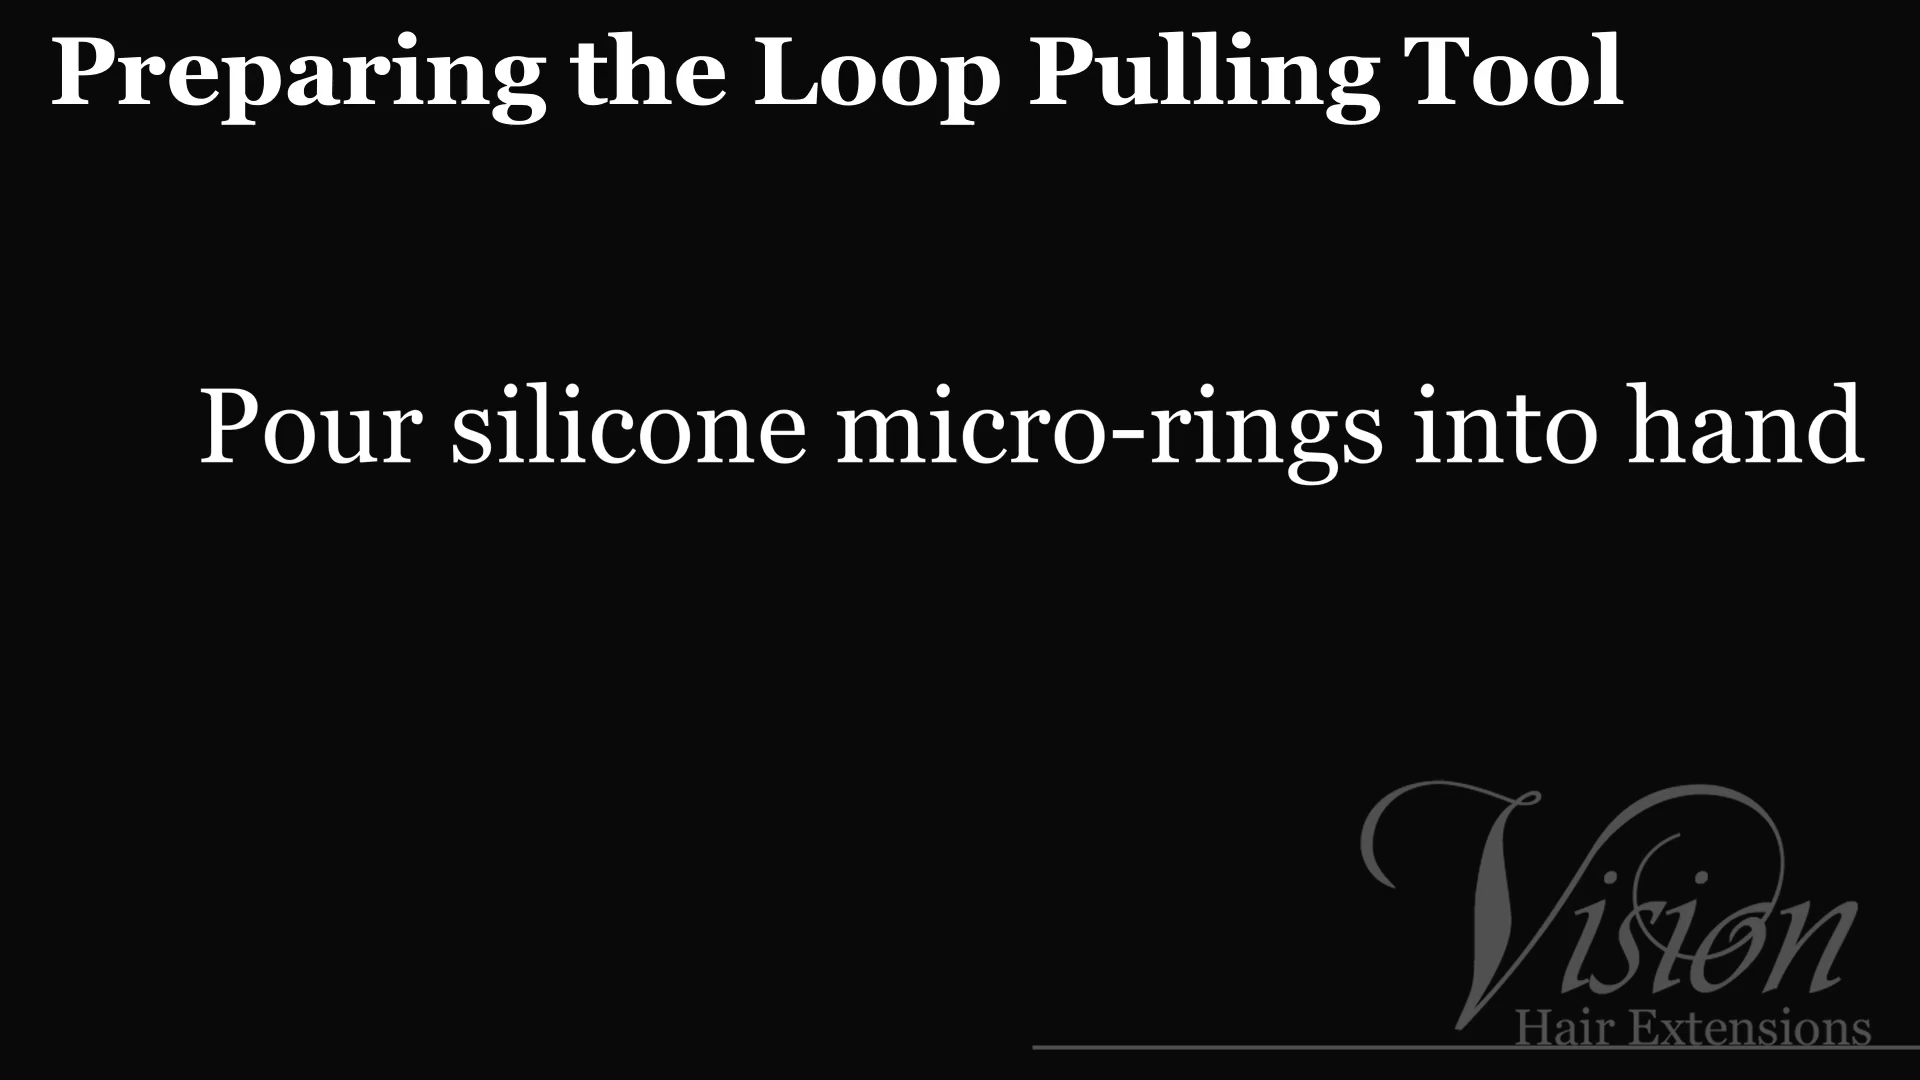 Preparing the Loop Pulling Tool
Pour silicone micro-rings into hand
Vision
Hair Extensions